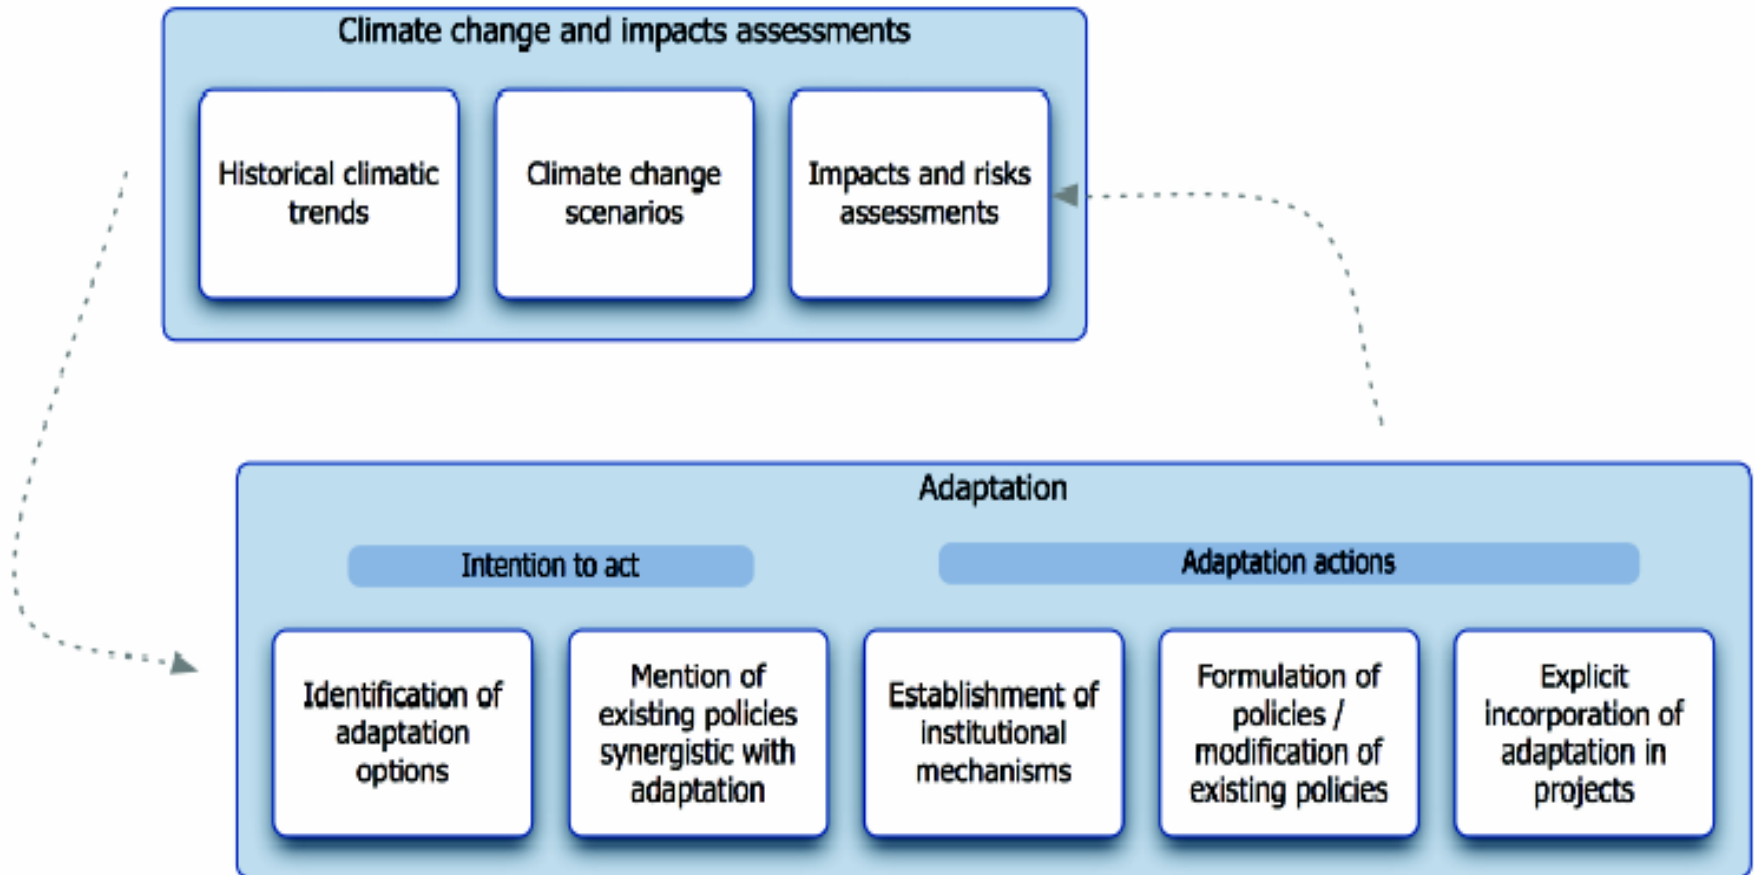 Climate change and impacts assessments
Historical climatic
trends
Climate change
scenarios
Impacts and risks
assessments
Adaptation
Intention to act
Adaptation actions
Identification of
adaptation
options
Mention of
existing policies
synergistic with
adaptation
Establishment of
institutional
mechanisms
Formulation of
policies /
modification of
existing policies
Explicit
incorporation of
adaptation in
projects